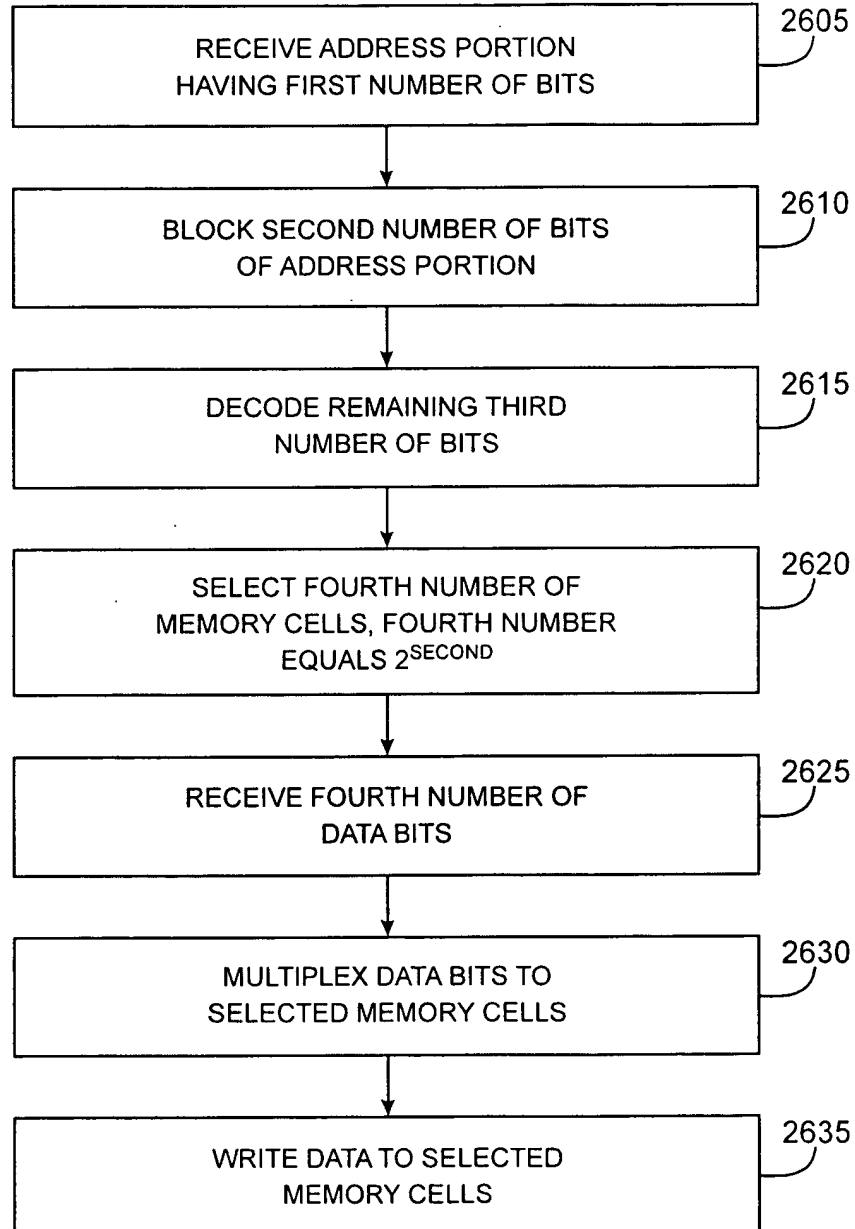 2605
RECEIVE ADDRESS PORTION
HAVING FIRST NUMBER OF BITS
2610
BLOCK SECOND NUMBER OF BITS
OF ADDRESS PORTION
2615
DECODE REMAINING THIRD
NUMBER OF BITS
2620
SELECT FOURTH NUMBER OF
MEMORY CELLS, FOURTH NUMBER
EQUALS 2^SECOND
2625
RECEIVE FOURTH NUMBER OF
DATA BITS
2630
MULTIPLEX DATA BITS TO
SELECTED MEMORY CELLS
2635
WRITE DATA TO SELECTED
MEMORY CELLS